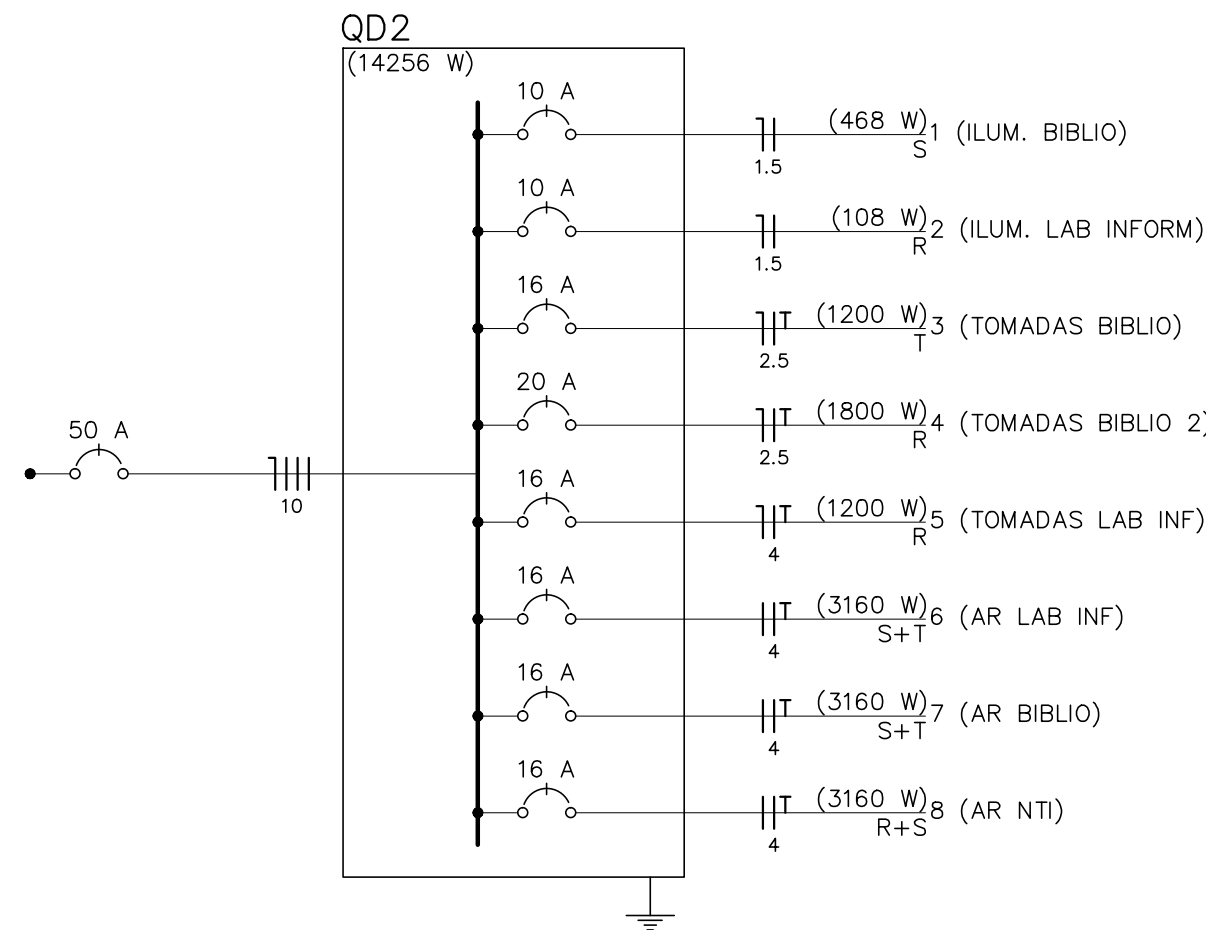 QD2
(14256 W)
10 A
(468 W) 1 (ILUM. BIBLIO)
S
1.5
10 A
(108 W) 2 (ILUM. LAB INFORM)
R
1.5
16 A
(1200 W) 3 (TOMADAS BIBLIO)
T
2.5
20 A
(1800 W) 4 (TOMADAS BIBLIO 2)
R
2.5
50 A
10
16 A
(1200 W) 5 (TOMADAS LAB INF)
R
4
16 A
(3160 W) 6 (AR LAB INF)
S+T
4
16 A
(3160 W) 7 (AR BIBLIO)
S+T
4
16 A
(3160 W) 8 (AR NTI)
R+S
4